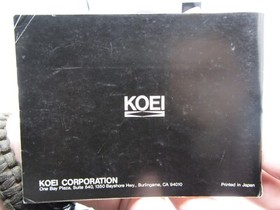 KOEI
KOEI CORPORATION
One Bay Plaza, Suite 540, 1350 Bayshore Hwy., Burlingame, CA 94010
Printed in Japan